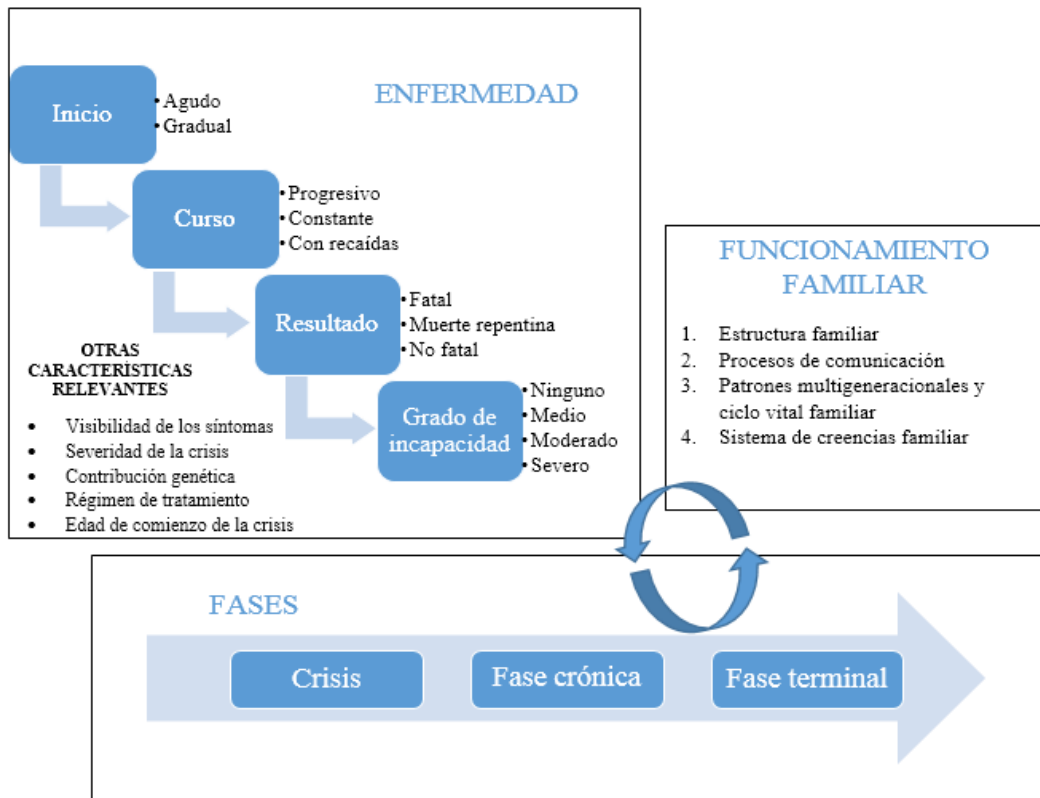 ENFERMEDAD
Inicio
• Agudo
• Gradual
Curso
• Progresivo
• Constante
• Con recaídas
Resultado
• Fatal
• Muerte repentina
• No fatal
Grado de
incapacidad
• Ninguno
• Medio
• Moderado
• Severo
OTRAS
CARACTERÍSTICAS
RELEVANTES
• Visibilidad de los síntomas
• Severidad de la crisis
• Contribución genética
• Régimen de tratamiento
• Edad de comienzo de la crisis
FUNCIONAMIENTO
FAMILIAR
1. Estructura familiar
2. Procesos de comunicación
3. Patrones multigeneracionales y
ciclo vital familiar
4. Sistema de creencias familiar
FASES
Crisis
Fase crónica
Fase terminal